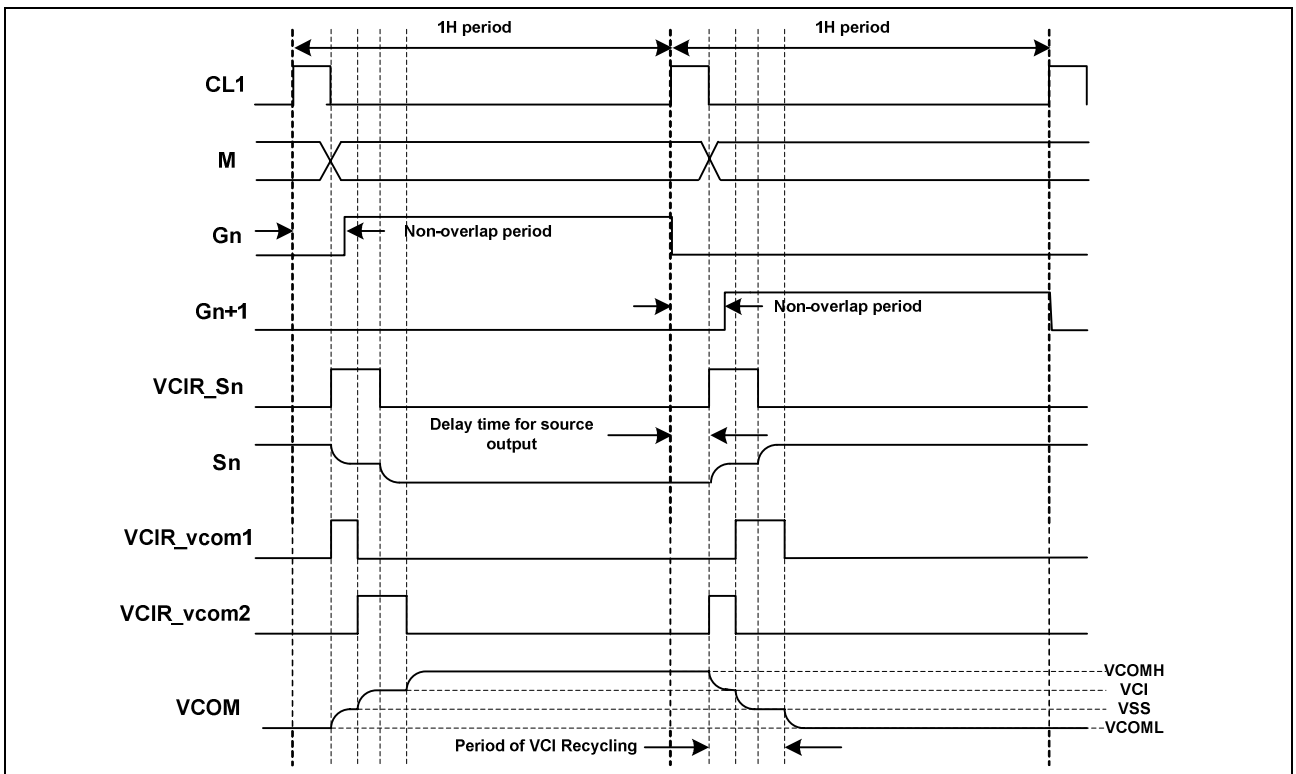 1H period
1H period
CL1
M
Gn
Non-overlap period
Gn+1
Non-overlap period
VCIR_Sn
Delay time for source
output
Sn
VCIR_vcom1
VCIR_vcom2
VCOM
VCOMH
VCI
VSS
VCOML
Period of VCI Recycling